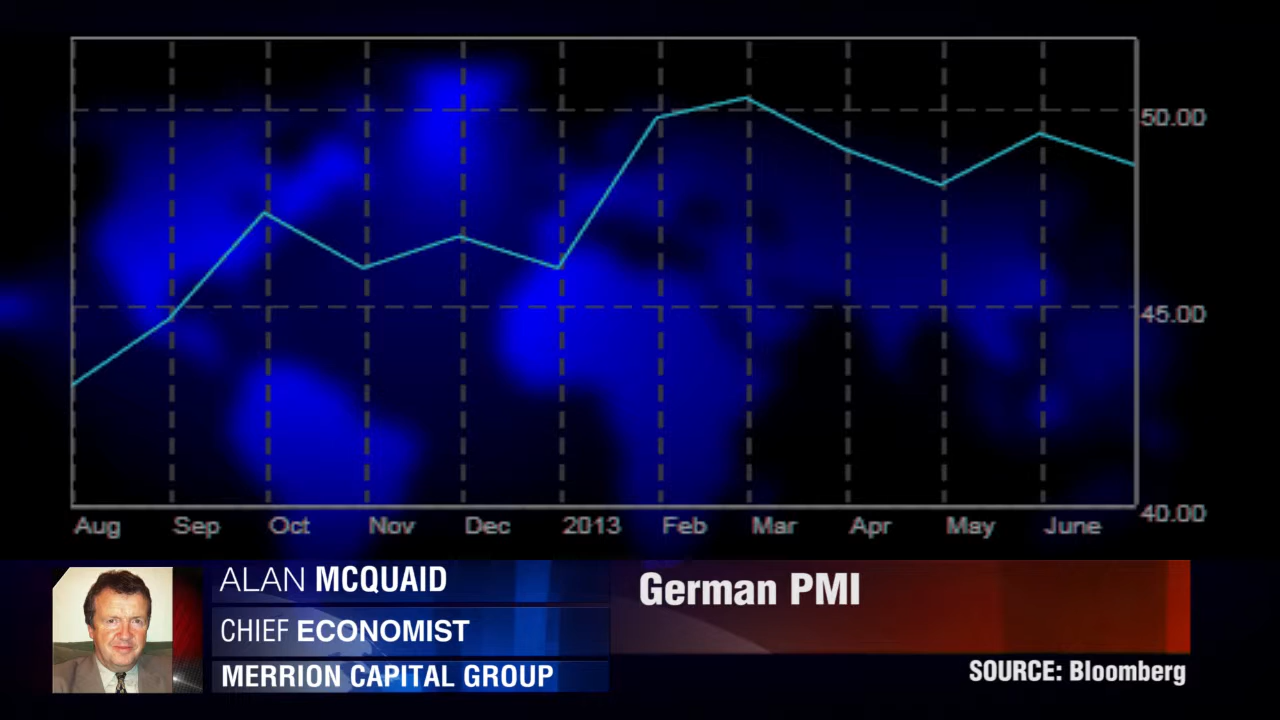 50.00
45.00
40.00
Aug Sep Oct Nov Dec 2013 Feb Mar Apr May June
ALAN MCQUAID
CHIEF ECONOMIST
MERRION CAPITAL GROUP
German PMI
SOURCE: Bloomberg